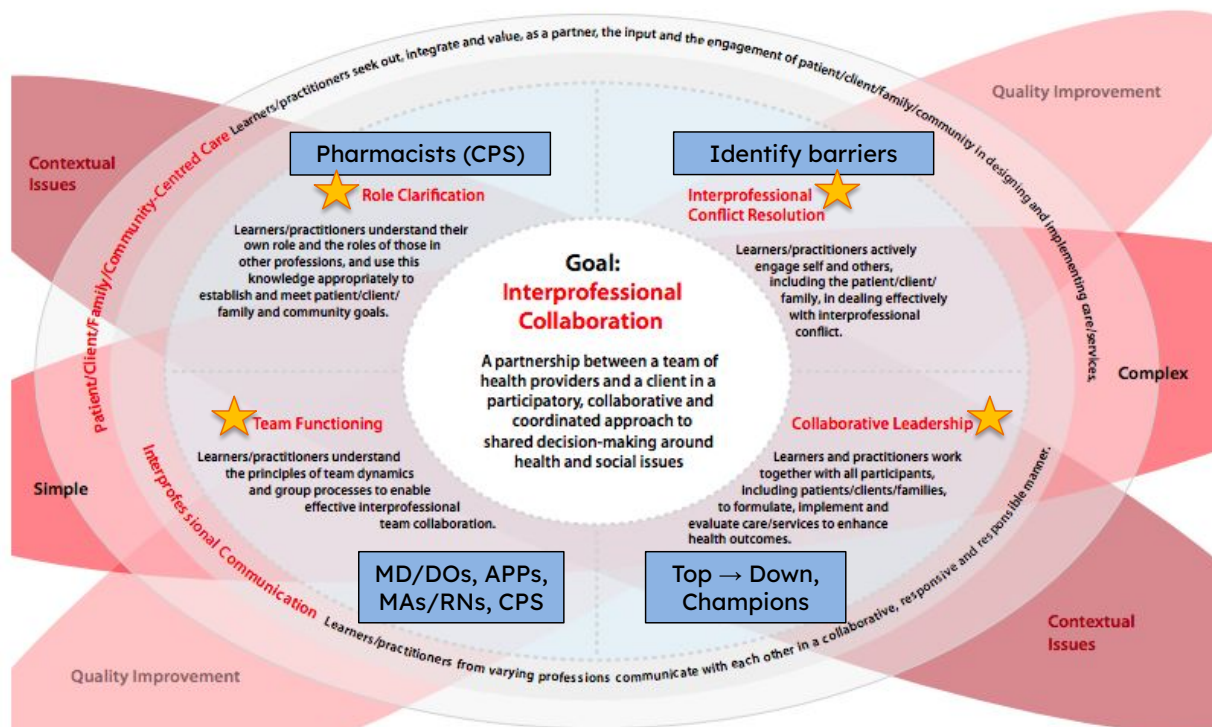 Patient/Client/Family/Community-Centred Care Learners/practitioners seek out, integrate and value, as a partner, the input and the engagement of patient/client/family/community in designing and implementing care/services,
Quality Improvement
Contextual
Issues
Pharmacists (CPS)
Identify barriers
Role Clarification
Learners/practitioners understand their
own role and the roles of those in
other professions, and use this
knowledge appropriately to
establish and meet patient/client/
family and community goals.
Interprofessional
Conflict Resolution
Learners/practitioners actively
engage self and others,
including the patient/client/
family, in dealing effectively
with interprofessional
conflict.
Goal:
Interprofessional
Collaboration
A partnership between a team of
health providers and a client in a
participatory, collaborative and
coordinated approach to
shared decision-making around
health and social issues
Simple
Complex
Team Functioning
Learners/practitioners understand
the principles of team dynamics
and group processes to enable
effective interprofessional
team collaboration.
Collaborative Leadership
Learners and practitioners work
together with all participants,
including patients/clients/families,
to formulate, implement and
evaluate care/services to enhance
health outcomes.
MD/DOs, APPs,
MAs/RNs, CPS
Top → Down,
Champions
Interprofessional Communication Learners/practitioners from varying professions communicate with each other in a collaborative, responsive and responsible manner.
Quality Improvement
Contextual
Issues